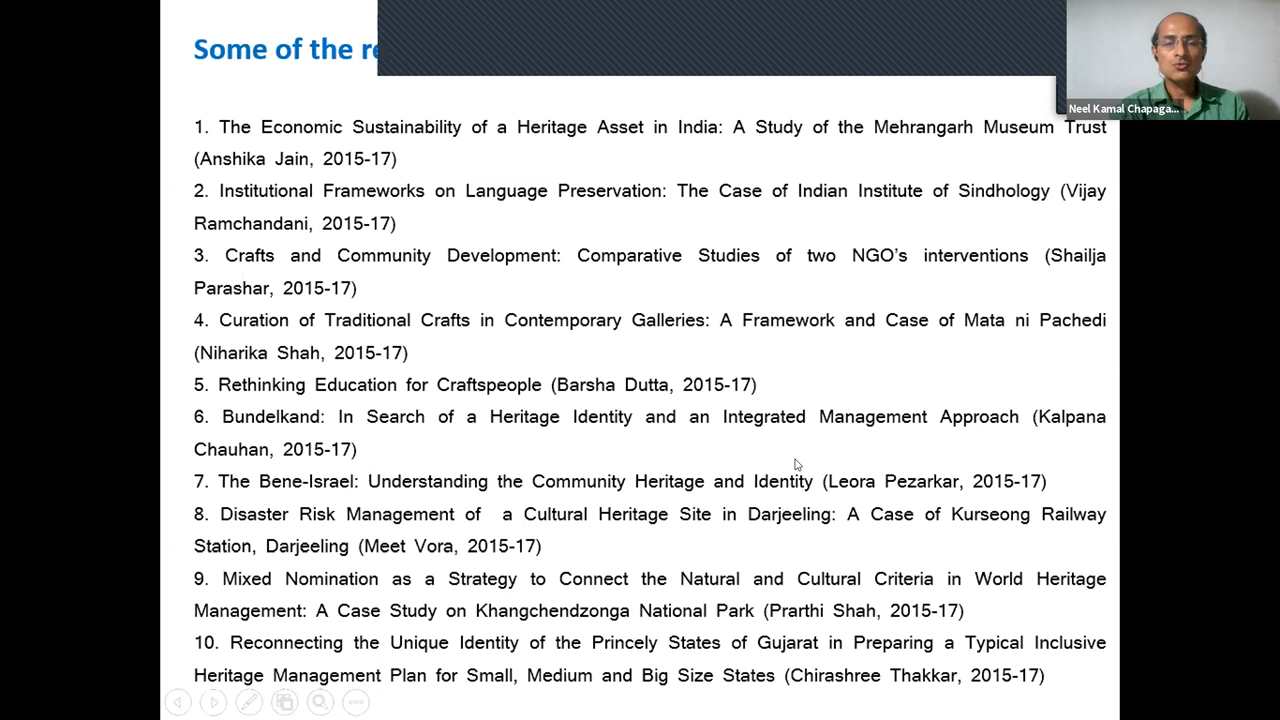 Some of the re
Neel Kamal Chapaga...
1. The Economic Sustainability of a Heritage Asset in India: A Study of the Mehrangarh Museum Trust
(Anshika Jain, 2015-17)
2. Institutional Frameworks on Language Preservation: The Case of Indian Institute of Sindhology (Vijay
Ramchandani, 2015-17)
3. Crafts and Community Development: Comparative Studies of two NGO's interventions (Shailja
Parashar, 2015-17)
4. Curation of Traditional Crafts in Contemporary Galleries: A Framework and Case of Mata ni Pachedi
(Niharika Shah, 2015-17)
5. Rethinking Education for Craftspeople (Barsha Dutta, 2015-17)
6. Bundelkand: In Search of a Heritage Identity and an Integrated Management Approach (Kalpana
Chauhan, 2015-17)
7. The Bene-Israel: Understanding the Community Heritage and Identity (Leora Pezarkar, 2015-17)
8. Disaster Risk Management of a Cultural Heritage Site in Darjeeling: A Case of Kurseong Railway
Station, Darjeeling (Meet Vora, 2015-17)
9. Mixed Nomination as a Strategy to Connect the Natural and Cultural Criteria in World Heritage
Management: A Case Study on Khangchendzonga National Park (Prarthi Shah, 2015-17)
10. Reconnecting the Unique Identity of the Princely States of Gujarat in Preparing a Typical Inclusive
Heritage Management Plan for Small, Medium and Big Size States (Chirashree Thakkar, 2015-17)